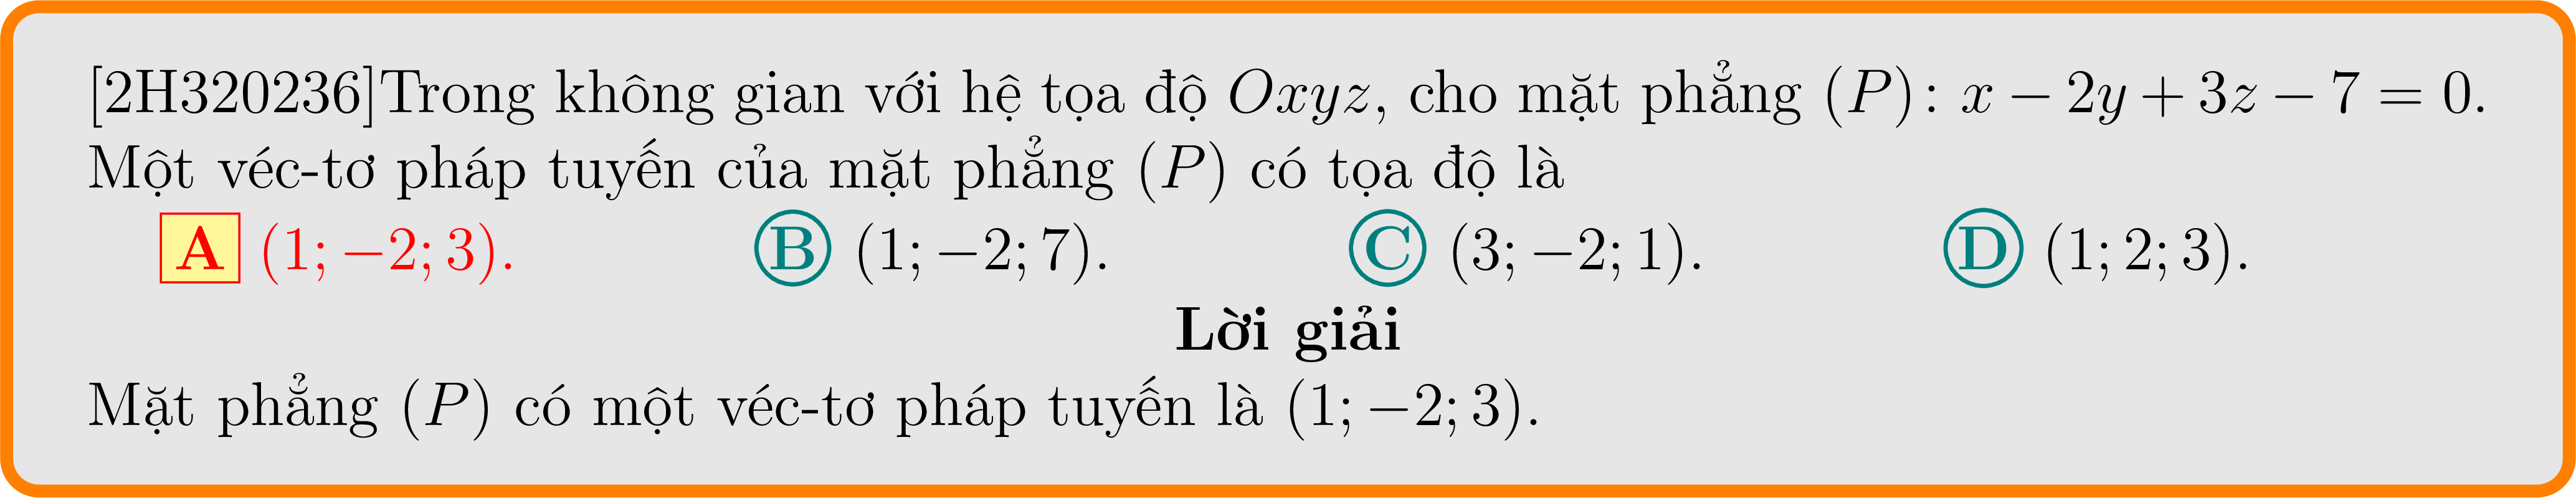 [2H320236]Trong không gian với hệ tọa độ Oxyz, cho mặt phẳng (P): x − 2y + 3z − 7 = 0.
Một véc-tơ pháp tuyến của mặt phẳng (P) có tọa độ là
A (1; −2; 3). B (1; −2; 7). C (3; −2; 1). D (1; 2; 3).
Lời giải
Mặt phẳng (P) có một véc-tơ pháp tuyến là (1; −2; 3).